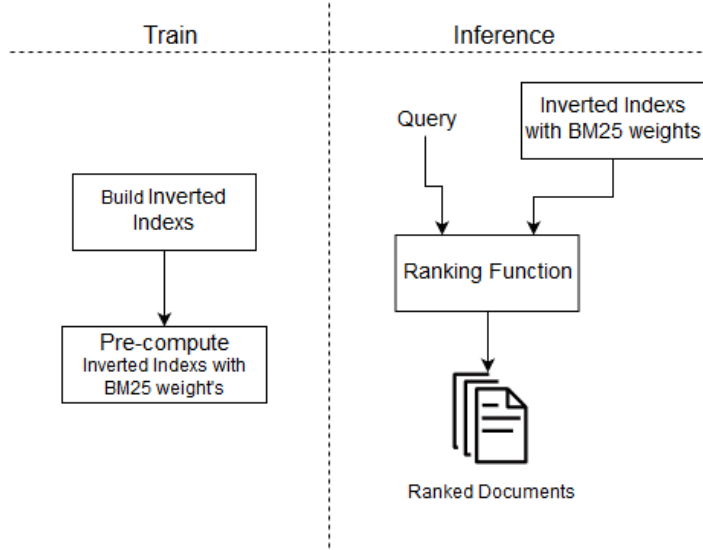 Train
Inference
Build Inverted
Indexs
Pre-compute
Inverted Indexs with
BM25 weight's
Query
Inverted Indexs
with BM25 weights
Ranking Function
Ranked Documents